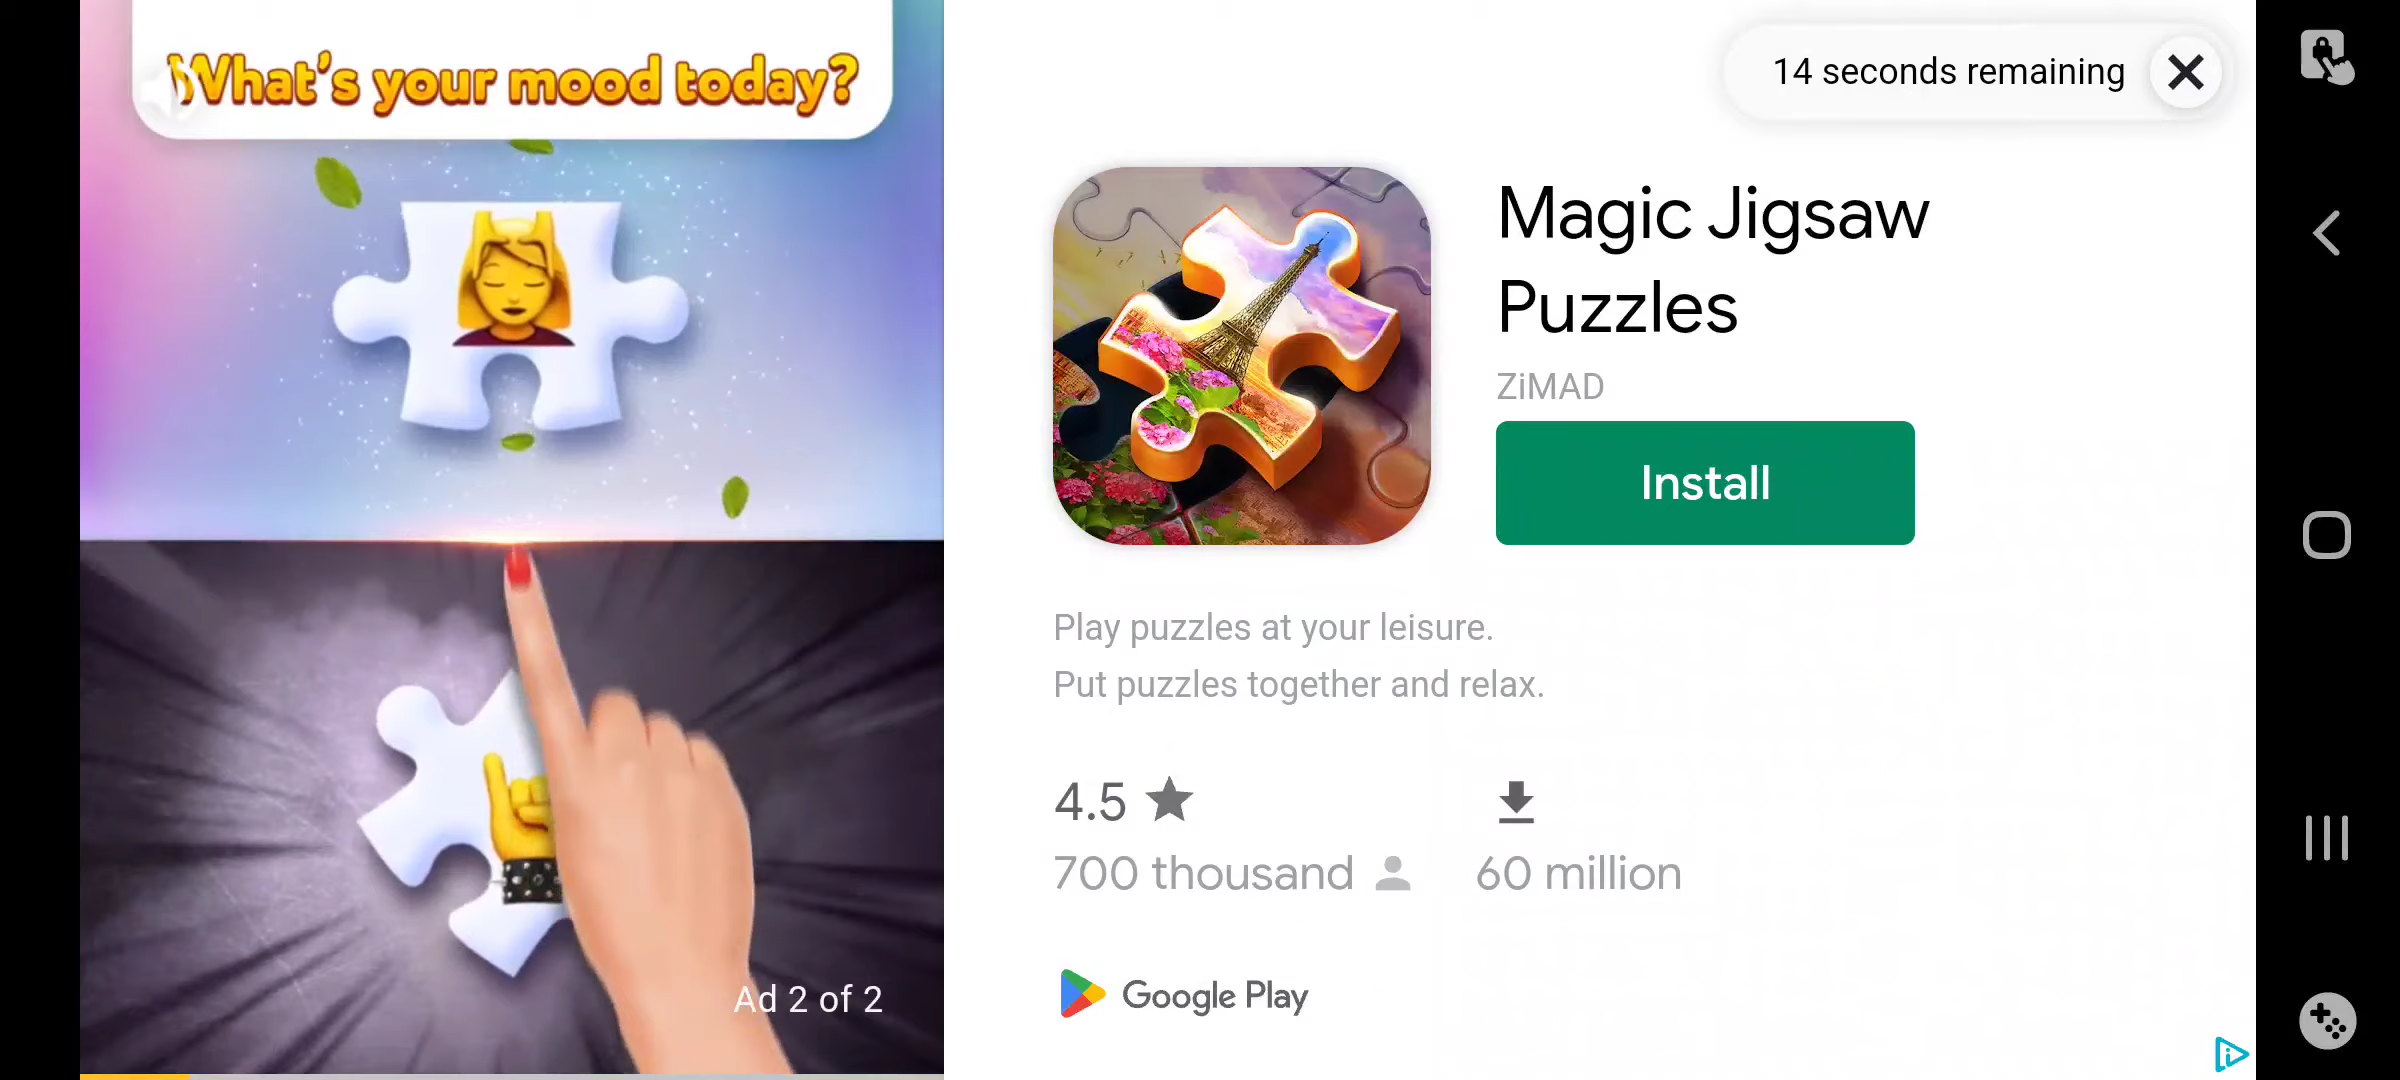 What's your mood today?
Ad 2 of 2
14 seconds remaining
Magic Jigsaw
Puzzles
ZiMAD
Install
Play puzzles at your leisure.
Put puzzles together and relax.
4.5
700 thousand
60 million
Google Play